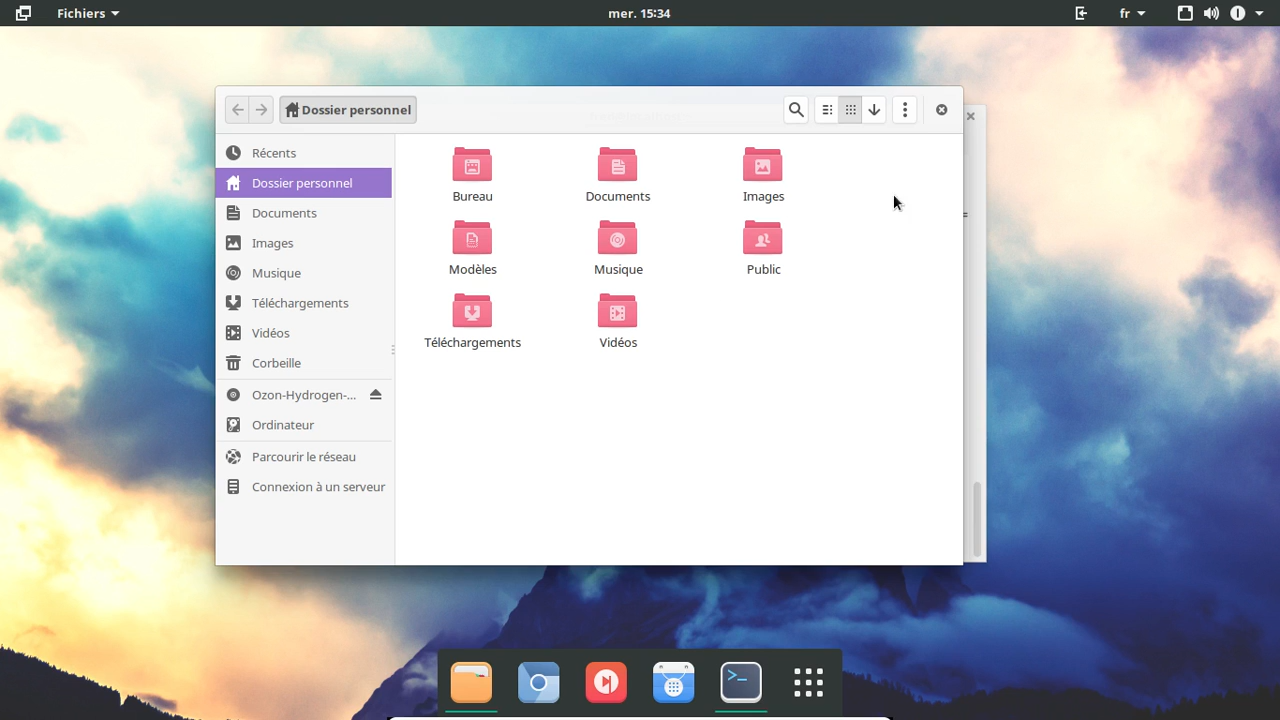 Fichiers
mer. 15:34
fr
Dossier personnel
Récents
Dossier personnel
Documents
Images
Musique
Téléchargements
Vidéos
Corbeille
Ozon-Hydrogen-...
Ordinateur
Parcourir le réseau
Connexion à un serveur
Bureau
Documents
Images
Modèles
Musique
Public
Téléchargements
Vidéos